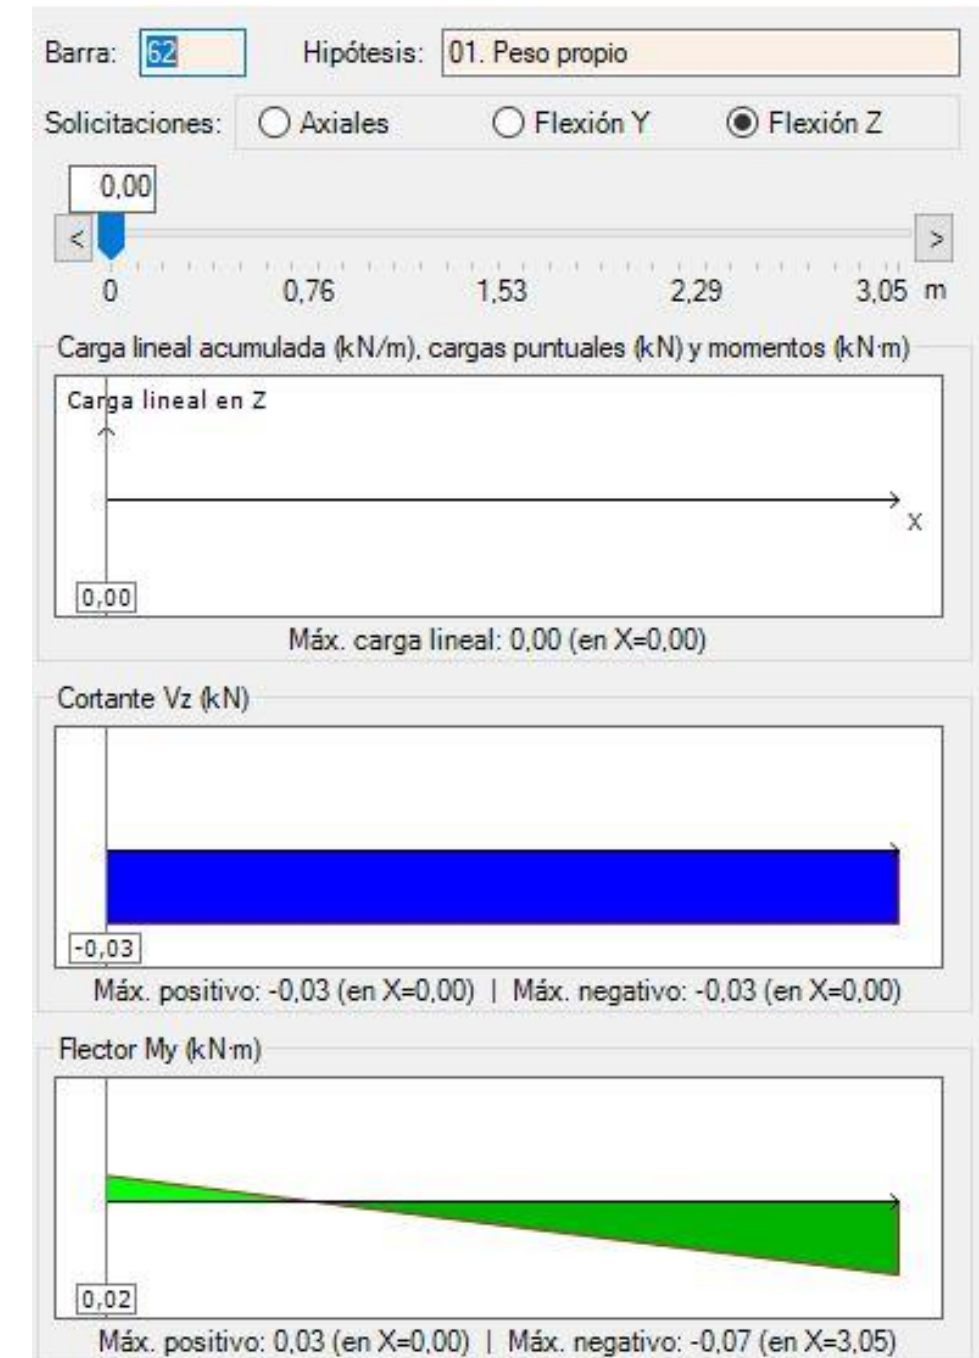 Barra: 62 Hipótesis: 01. Peso propio
Solicitaciones: Axiales Flexión Y Flexión Z
0,00
< >
0 0,76 1,53 2,29 3,05 m
Carga lineal acumulada (kN/m), cargas puntuales (kN) y momentos (kN·m)
Carga lineal en Z
X
0,00
Máx. carga lineal: 0,00 (en X=0,00)
Cortante Vz (kN)
-0,03
Máx. positivo: -0,03 (en X=0,00) | Máx. negativo: -0,03 (en X=0,00)
Flector My (kN·m)
0,02
Máx. positivo: 0,03 (en X=0,00) | Máx. negativo: -0,07 (en X=3,05)